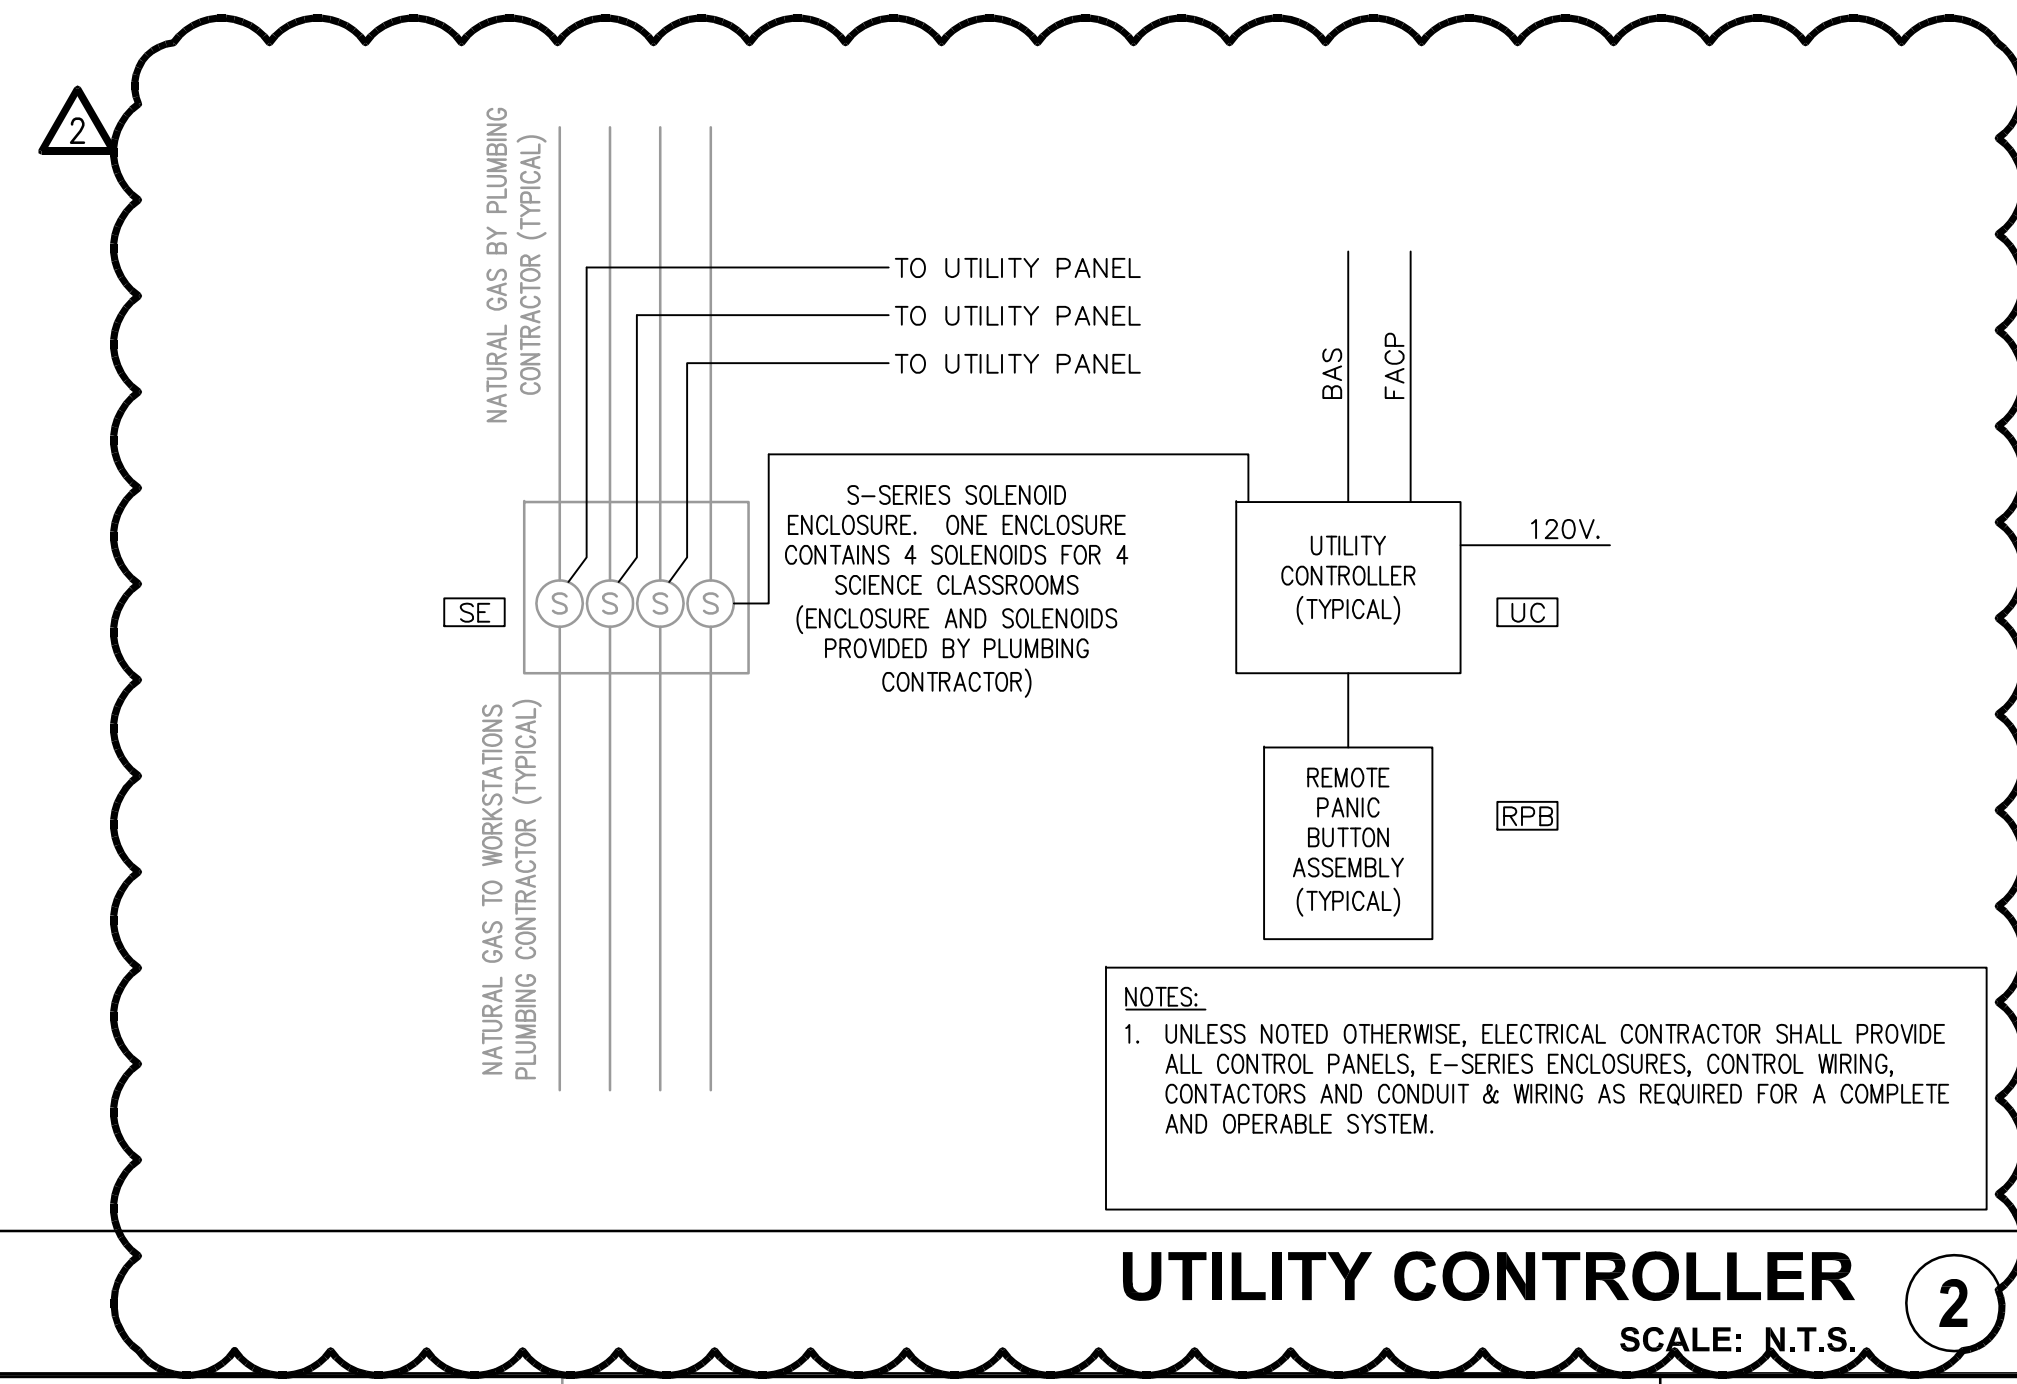 2
NATURAL GAS BY PLUMBING
CONTRACTOR (TYPICAL)
TO UTILITY PANEL
TO UTILITY PANEL
TO UTILITY PANEL
BAS
FACP
S-SERIES SOLENOID
ENCLOSURE. ONE ENCLOSURE
CONTAINS 4 SOLENOIDS FOR 4
SCIENCE CLASSROOMS
(ENCLOSURE AND SOLENOIDS
PROVIDED BY PLUMBING
CONTRACTOR)
UTILITY
CONTROLLER
(TYPICAL)
120V.
SE
S S S S
UC
NATURAL GAS TO WORKSTATIONS
PLUMBING CONTRACTOR (TYPICAL)
REMOTE
PANIC
BUTTON
ASSEMBLY
(TYPICAL)
RPB
NOTES:
1. UNLESS NOTED OTHERWISE, ELECTRICAL CONTRACTOR SHALL PROVIDE
ALL CONTROL PANELS, E-SERIES ENCLOSURES, CONTROL WIRING,
CONTACTORS AND CONDUIT & WIRING AS REQUIRED FOR A COMPLETE
AND OPERABLE SYSTEM.
UTILITY CONTROLLER
2
SCALE: N.T.S.